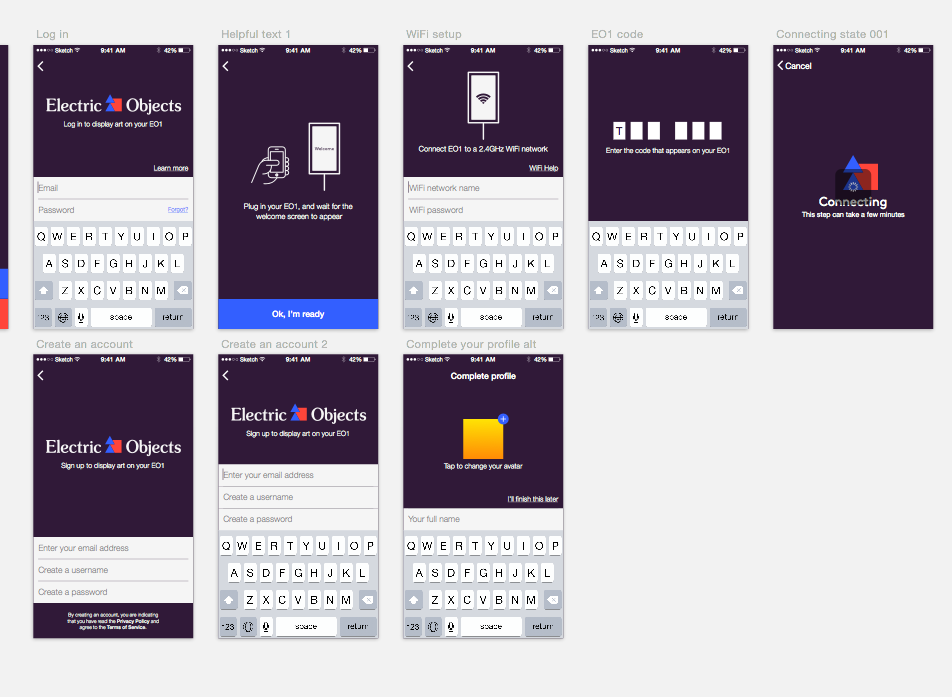 Log in
●●●○○ Sketch 9:41 AM 42%
Electric Objects
Log in to display art on your EO1
Learn more
Email
Password Forgot?
Q W E R T Y U I O P
A S D F G H J K L
Z X C V B N M
123 space return
Helpful text 1
●●●○○ Sketch 9:41 AM 42%
Welcome
Plug in your EO1, and wait for the
welcome screen to appear
Ok, I'm ready
WiFi setup
●●●○○ Sketch 9:41 AM 42%
Connect EO1 to a 2.4GHz WiFi network
WiFi Help
WiFi network name
WiFi password
Q W E R T Y U I O P
A S D F G H J K L
Z X C V B N M
123 space return
EO1 code
●●●○○ Sketch 9:41 AM 42%
T
Enter the code that appears on your EO1
Q W E R T Y U I O P
A S D F G H J K L
Z X C V B N M
123 space return
Connecting state 001
●●●○○ Sketch 9:41 AM 42%
Cancel
Connecting
This step can take a few minutes
Create an account
●●●○○ Sketch 9:41 AM 42%
Electric Objects
Sign up to display art on your EO1
Enter your email address
Create a username
Create a password
By creating an account, you are indicating
that you have read the Privacy Policy and
agree to the Terms of Service.
Create an account 2
●●●○○ Sketch 9:41 AM 42%
Electric Objects
Sign up to display art on your EO1
Enter your email address
Create a username
Create a password
Q W E R T Y U I O P
A S D F G H J K L
Z X C V B N M
123 space return
Complete your profile alt
●●●○○ Sketch 9:41 AM 42%
Complete profile
Tap to change your avatar
I'll finish this later
Your full name
Q W E R T Y U I O P
A S D F G H J K L
Z X C V B N M
123 space return